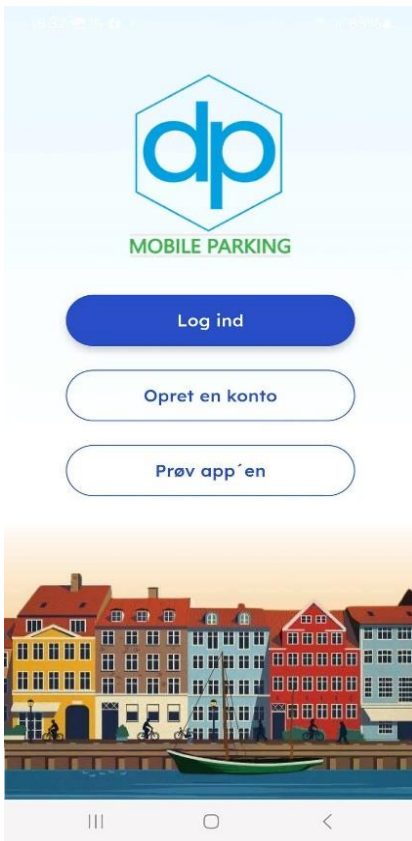 dp
MOBILE PARKING
Log ind
Opret en konto
Prøv app´en